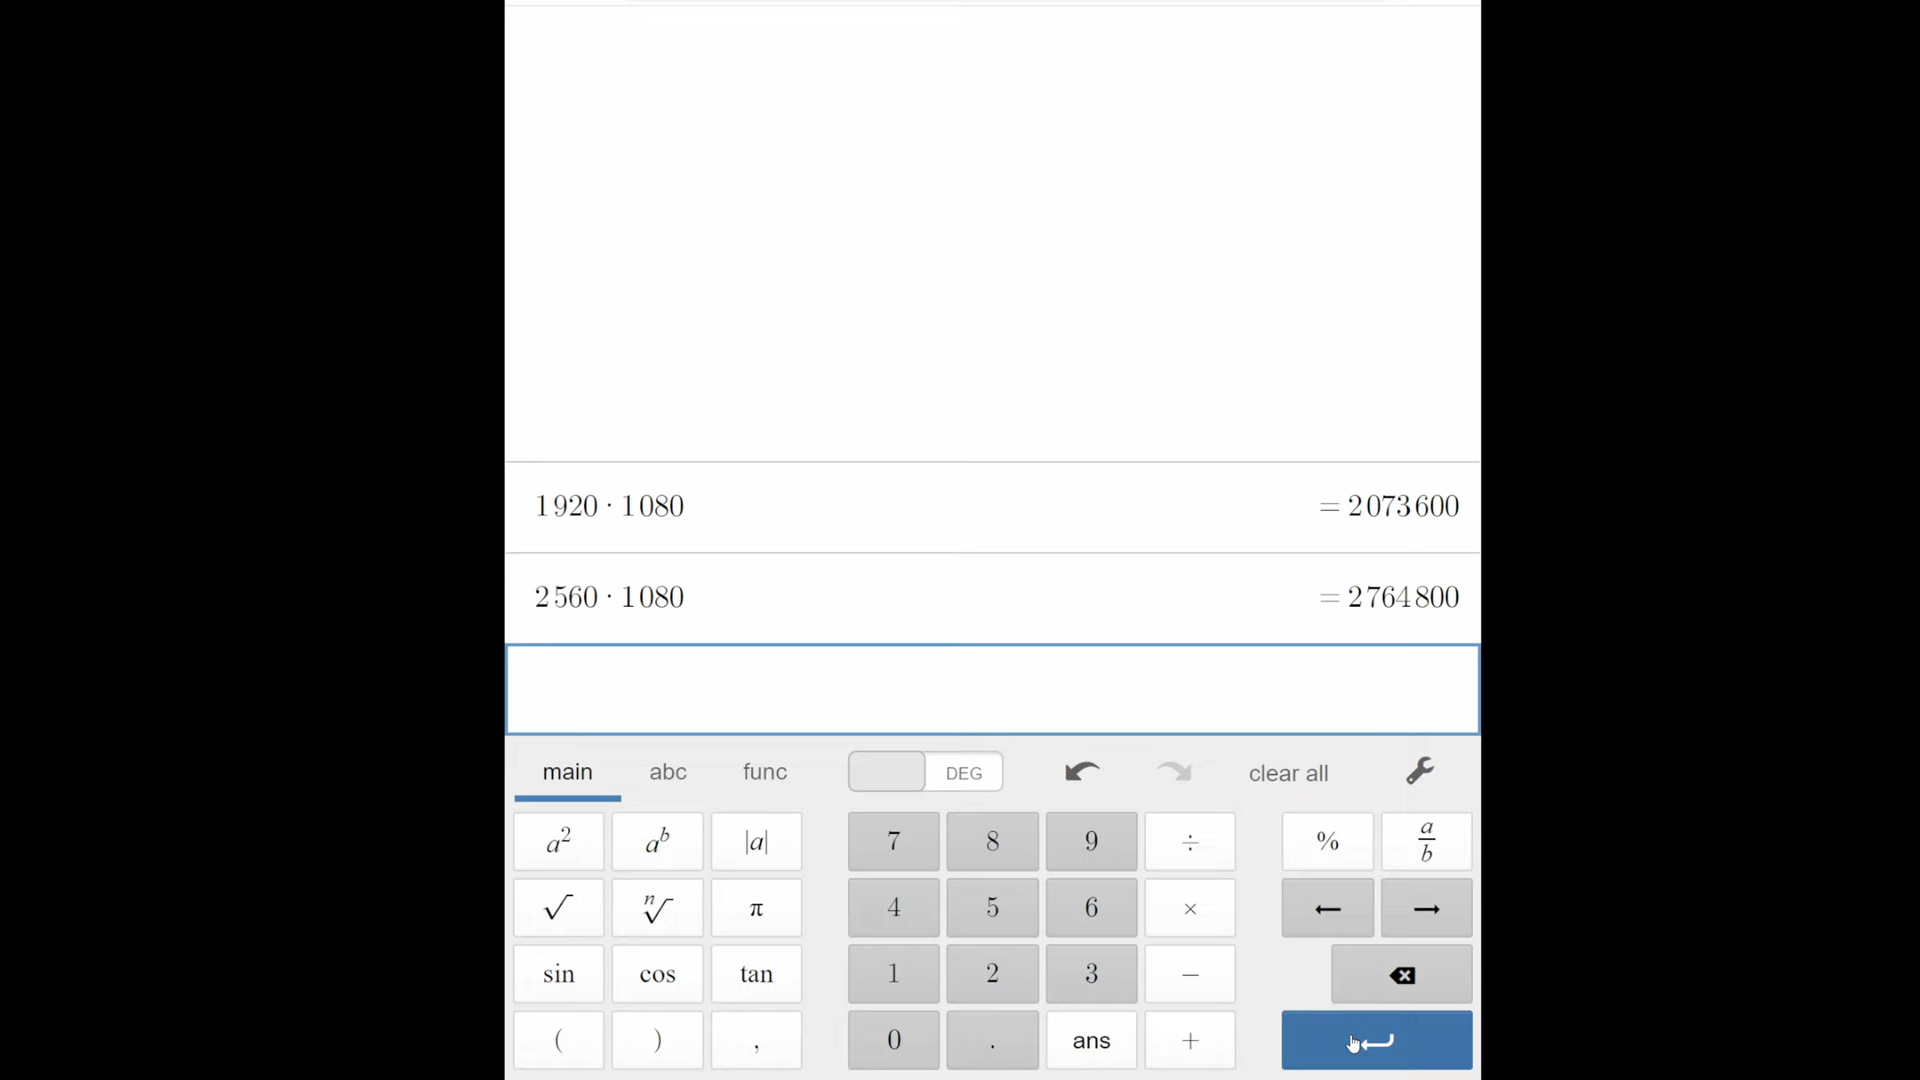 1920 · 1080 = 2073600
2560 · 1080 = 2764800
main abc func DEG clear all
a² aᵇ |a| 7 8 9 ÷ % a/b
√ ⁿ√ π 4 5 6 × ← →
sin cos tan 1 2 3 −
( ) , 0 . ans +